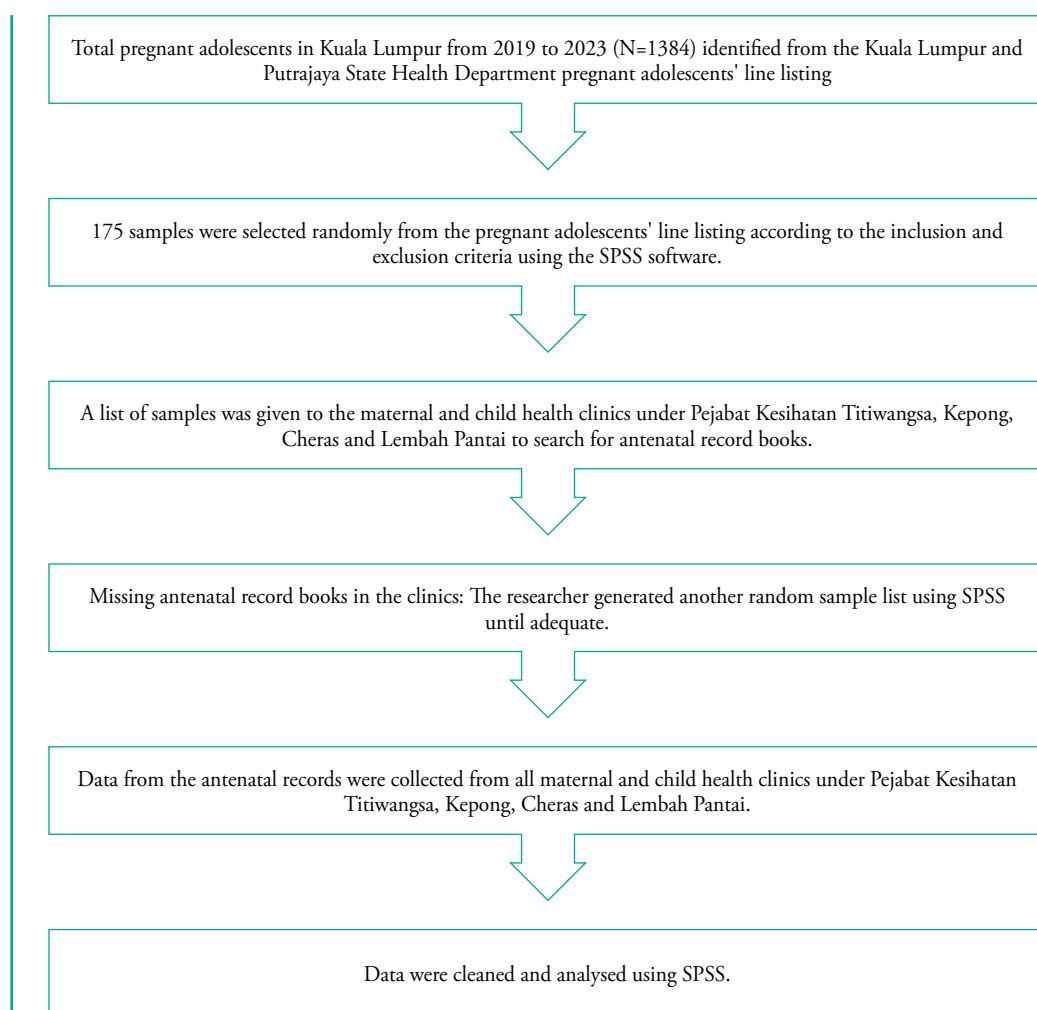 Total pregnant adolescents in Kuala Lumpur from 2019 to 2023 (N=1384) identified from the Kuala Lumpur and
Putrajaya State Health Department pregnant adolescents' line listing
175 samples were selected randomly from the pregnant adolescents' line listing according to the inclusion and
exclusion criteria using the SPSS software.
A list of samples was given to the maternal and child health clinics under Pejabat Kesihatan Titiwangsa, Kepong,
Cheras and Lembah Pantai to search for antenatal record books.
Missing antenatal record books in the clinics: The researcher generated another random sample list using SPSS
until adequate.
Data from the antenatal records were collected from all maternal and child health clinics under Pejabat Kesihatan
Titiwangsa, Kepong, Cheras and Lembah Pantai.
Data were cleaned and analysed using SPSS.